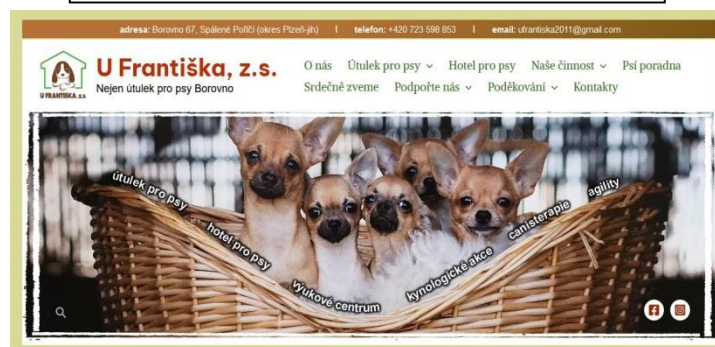 adresa: Borovno 67, Spálené Poříčí (okres Plzeň-jih) | telefon: +420 723 598 853 | email: ufrantiska2011@gmail.com
U FRANTIŠKA, z.s.
U Františka, z.s.
Nejen útulek pro psy Borovno
O nás Útulek pro psy Hotel pro psy Naše činnost Psí poradna
Srdečně zveme Podpořte nás Poděkování Kontakty
útulek pro psy
hotel pro psy
výukové centrum
kynologické akce
canisterapie
agility